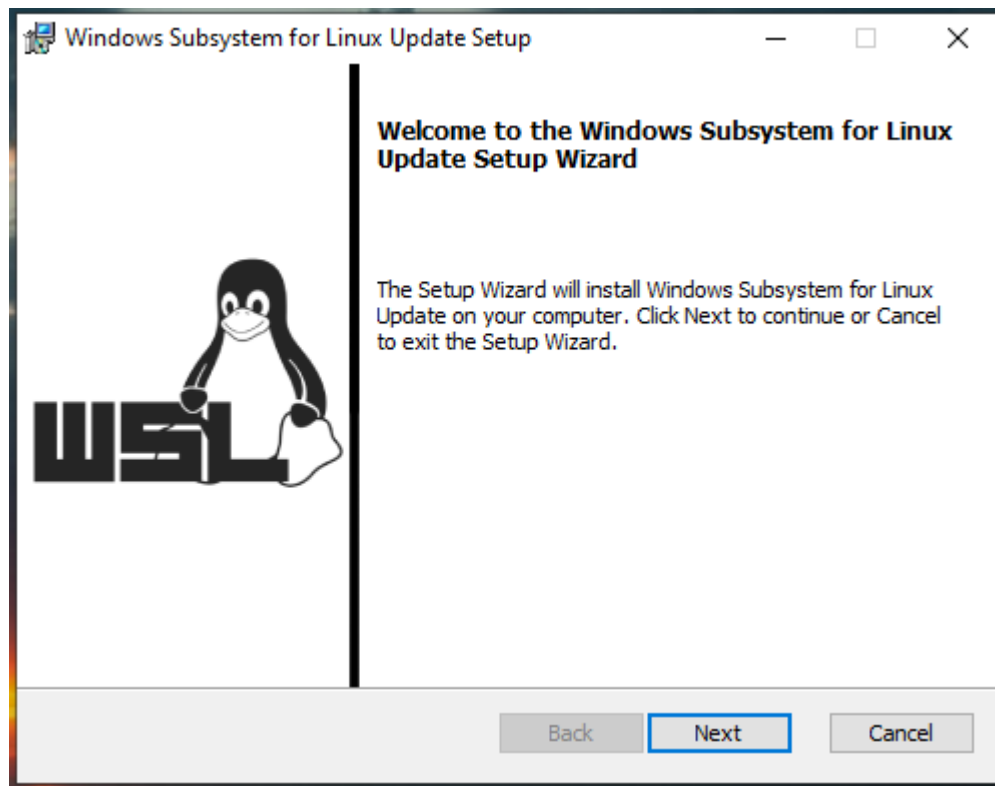 Windows Subsystem for Linux Update Setup
Welcome to the Windows Subsystem for Linux
Update Setup Wizard
The Setup Wizard will install Windows Subsystem for Linux
Update on your computer. Click Next to continue or Cancel
to exit the Setup Wizard.
WSL
Back Next Cancel